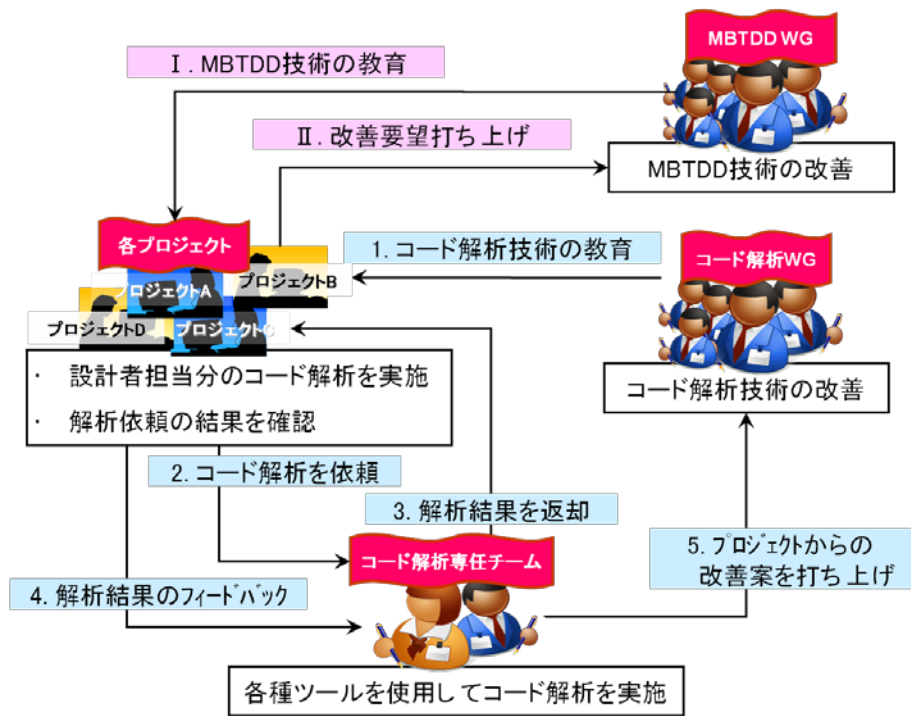 MBTDD WG
Ⅰ. MBTDD技術の教育
Ⅱ. 改善要望打ち上げ
MBTDD技術の改善
各プロジェクト
1. コード解析技術の教育
コード解析WG
プロジェクトA
プロジェクトB
プロジェクトD
プロジェクトC
・ 設計者担当分のコード解析を実施
・ 解析依頼の結果を確認
コード解析技術の改善
2. コード解析を依頼
3. 解析結果を返却
コード解析専任チーム
5. プロジェクトからの
改善案を打ち上げ
4. 解析結果のフィードバック
各種ツールを使用してコード解析を実施